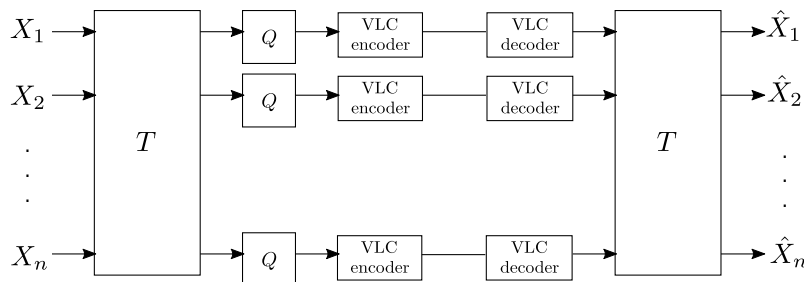 X₁ Q VLC encoder VLC decoder X̂₁
X₂ Q VLC encoder VLC decoder X̂₂
T T
Xₙ Q VLC encoder VLC decoder X̂ₙ